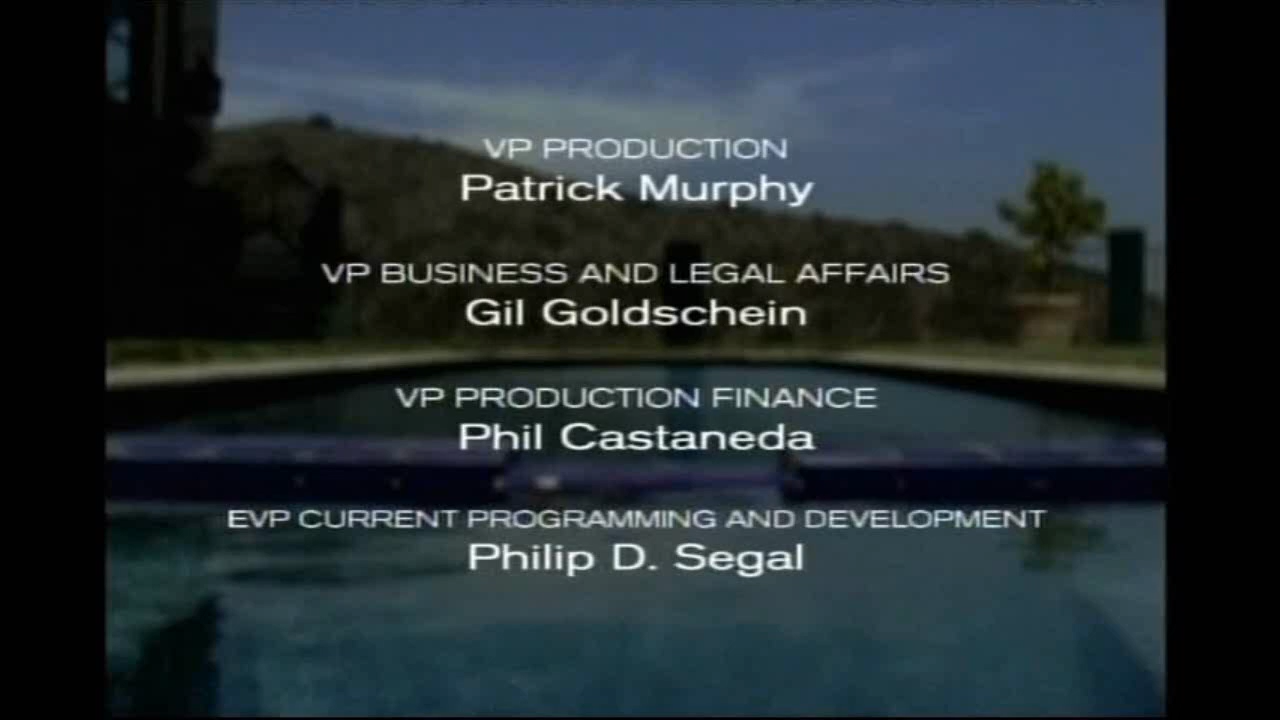 VP PRODUCTION
Patrick Murphy
VP BUSINESS AND LEGAL AFFAIRS
Gil Goldschein
VP PRODUCTION FINANCE
Phil Castaneda
EVP CURRENT PROGRAMMING AND DEVELOPMENT
Philip D. Segal